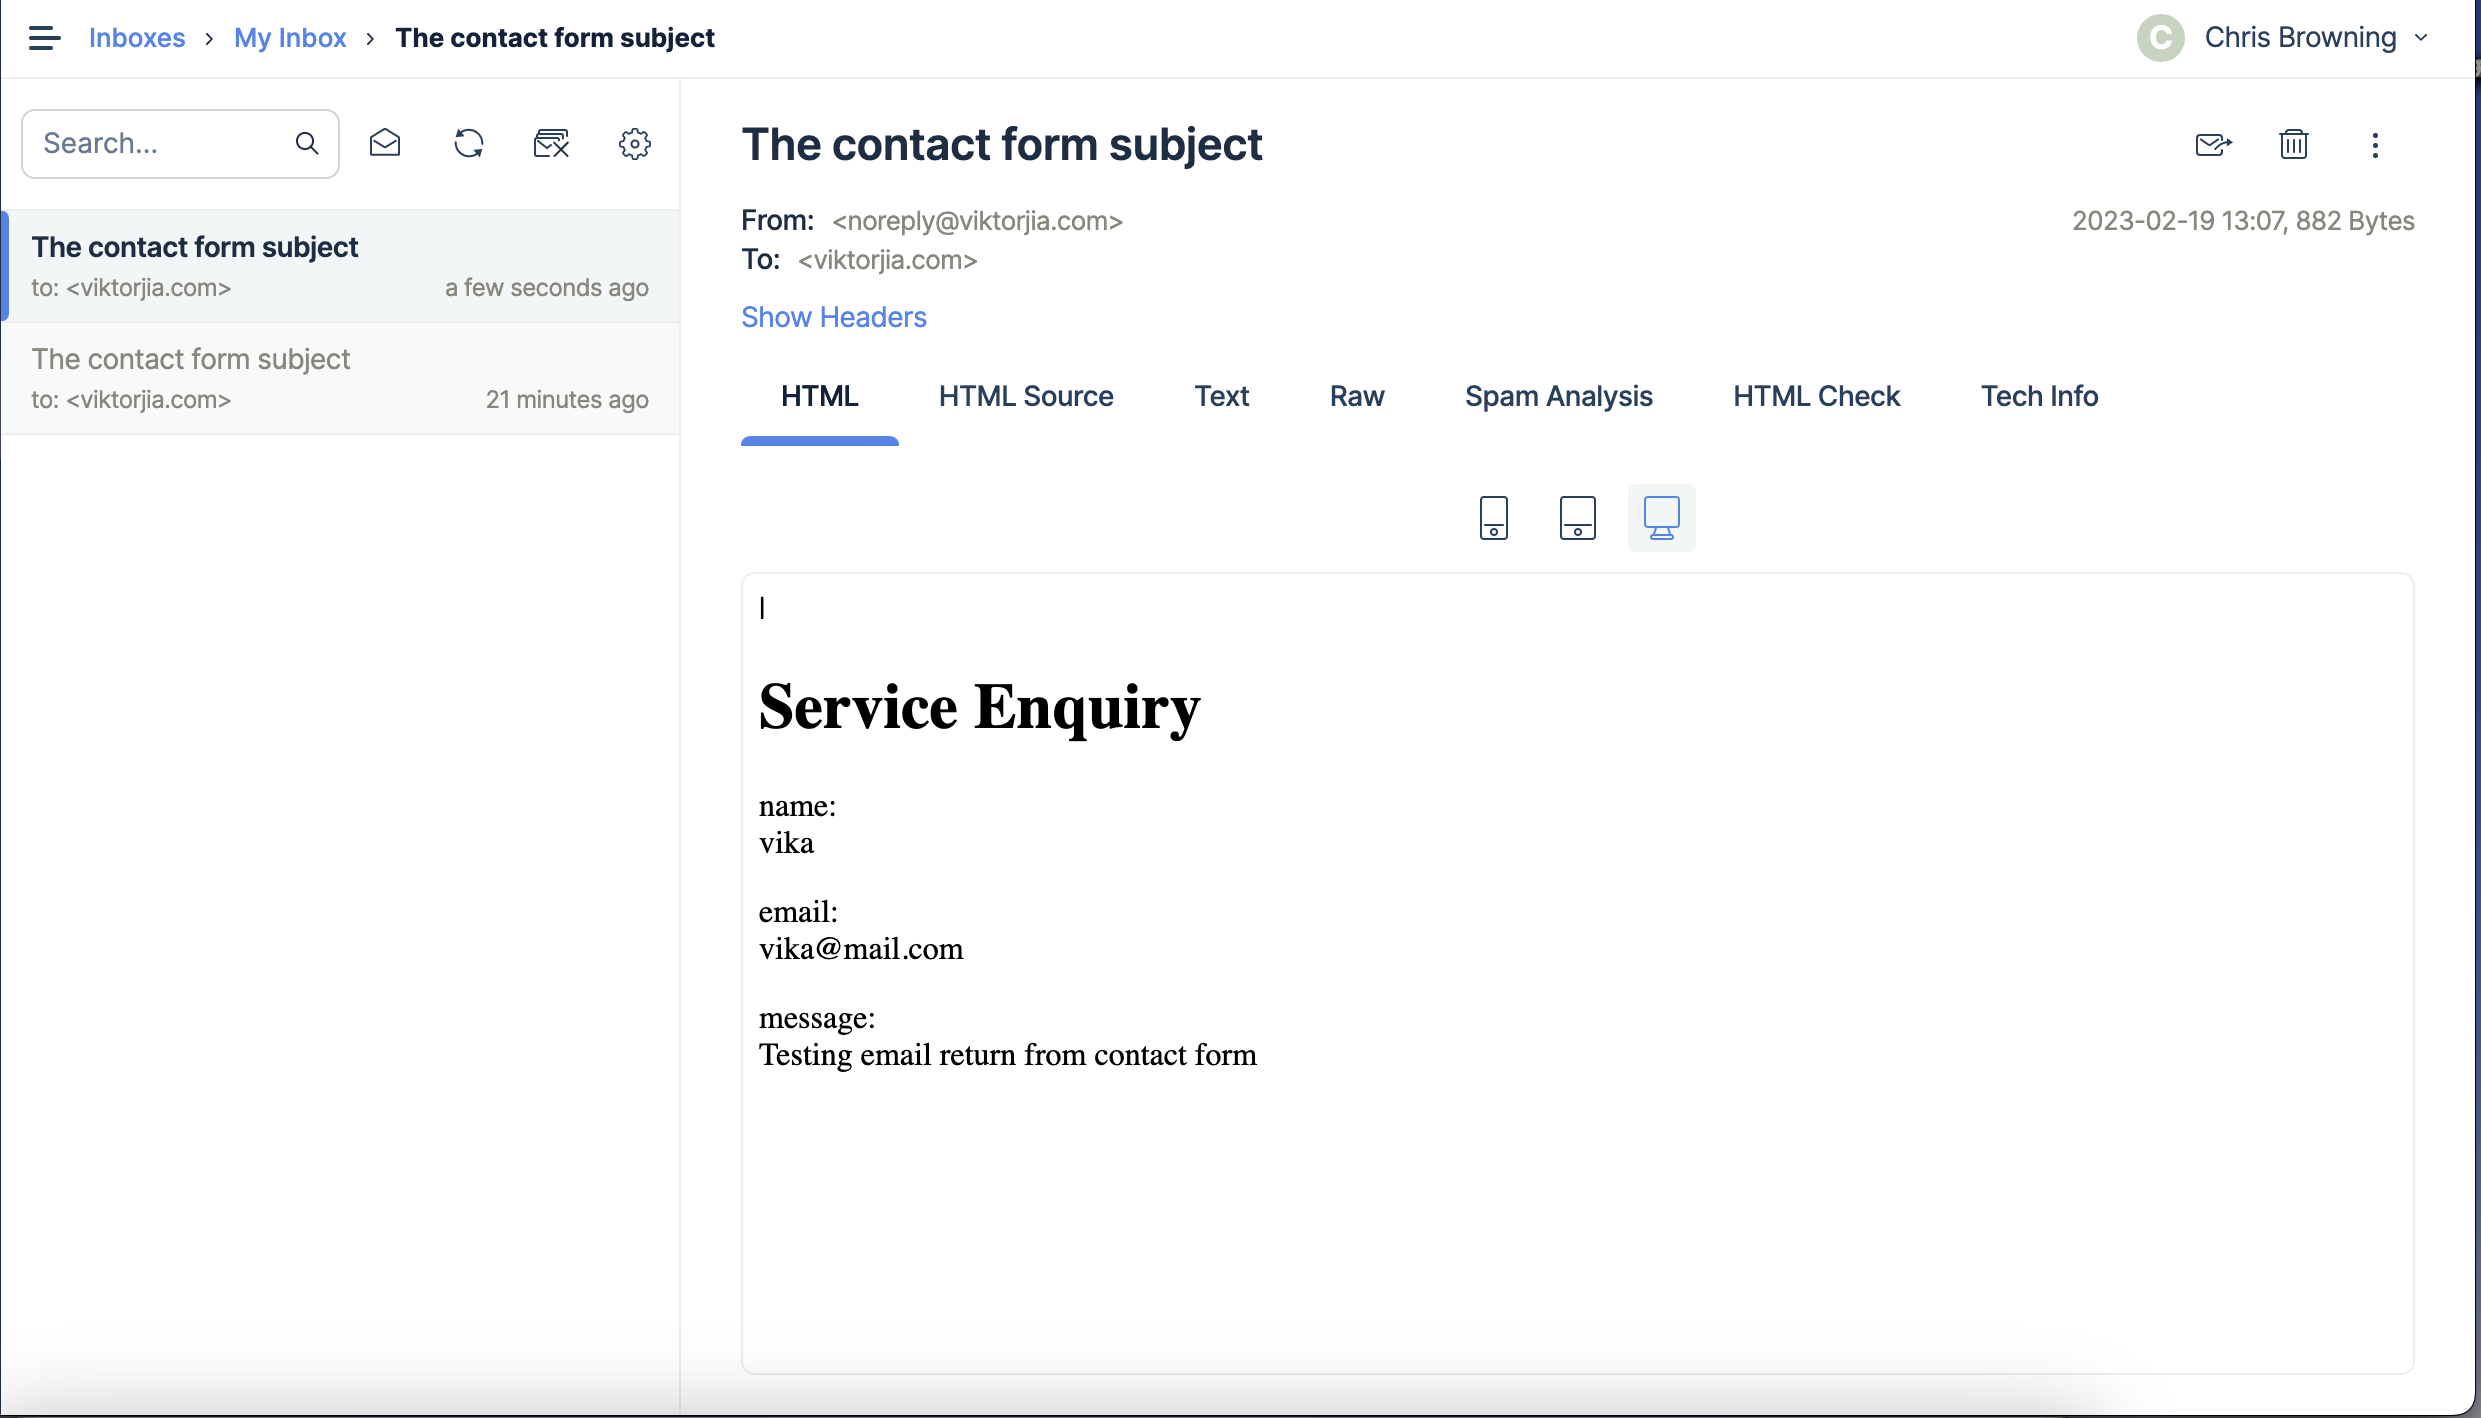 Inboxes > My Inbox > The contact form subject
C Chris Browning
Search...
The contact form subject
to: <viktorjia.com> a few seconds ago
The contact form subject
to: <viktorjia.com> 21 minutes ago
The contact form subject
From: <noreply@viktorjia.com> 2023-02-19 13:07, 882 Bytes
To: <viktorjia.com>
Show Headers
HTML HTML Source Text Raw Spam Analysis HTML Check Tech Info
|
Service Enquiry
name:
vika
email:
vika@mail.com
message:
Testing email return from contact form